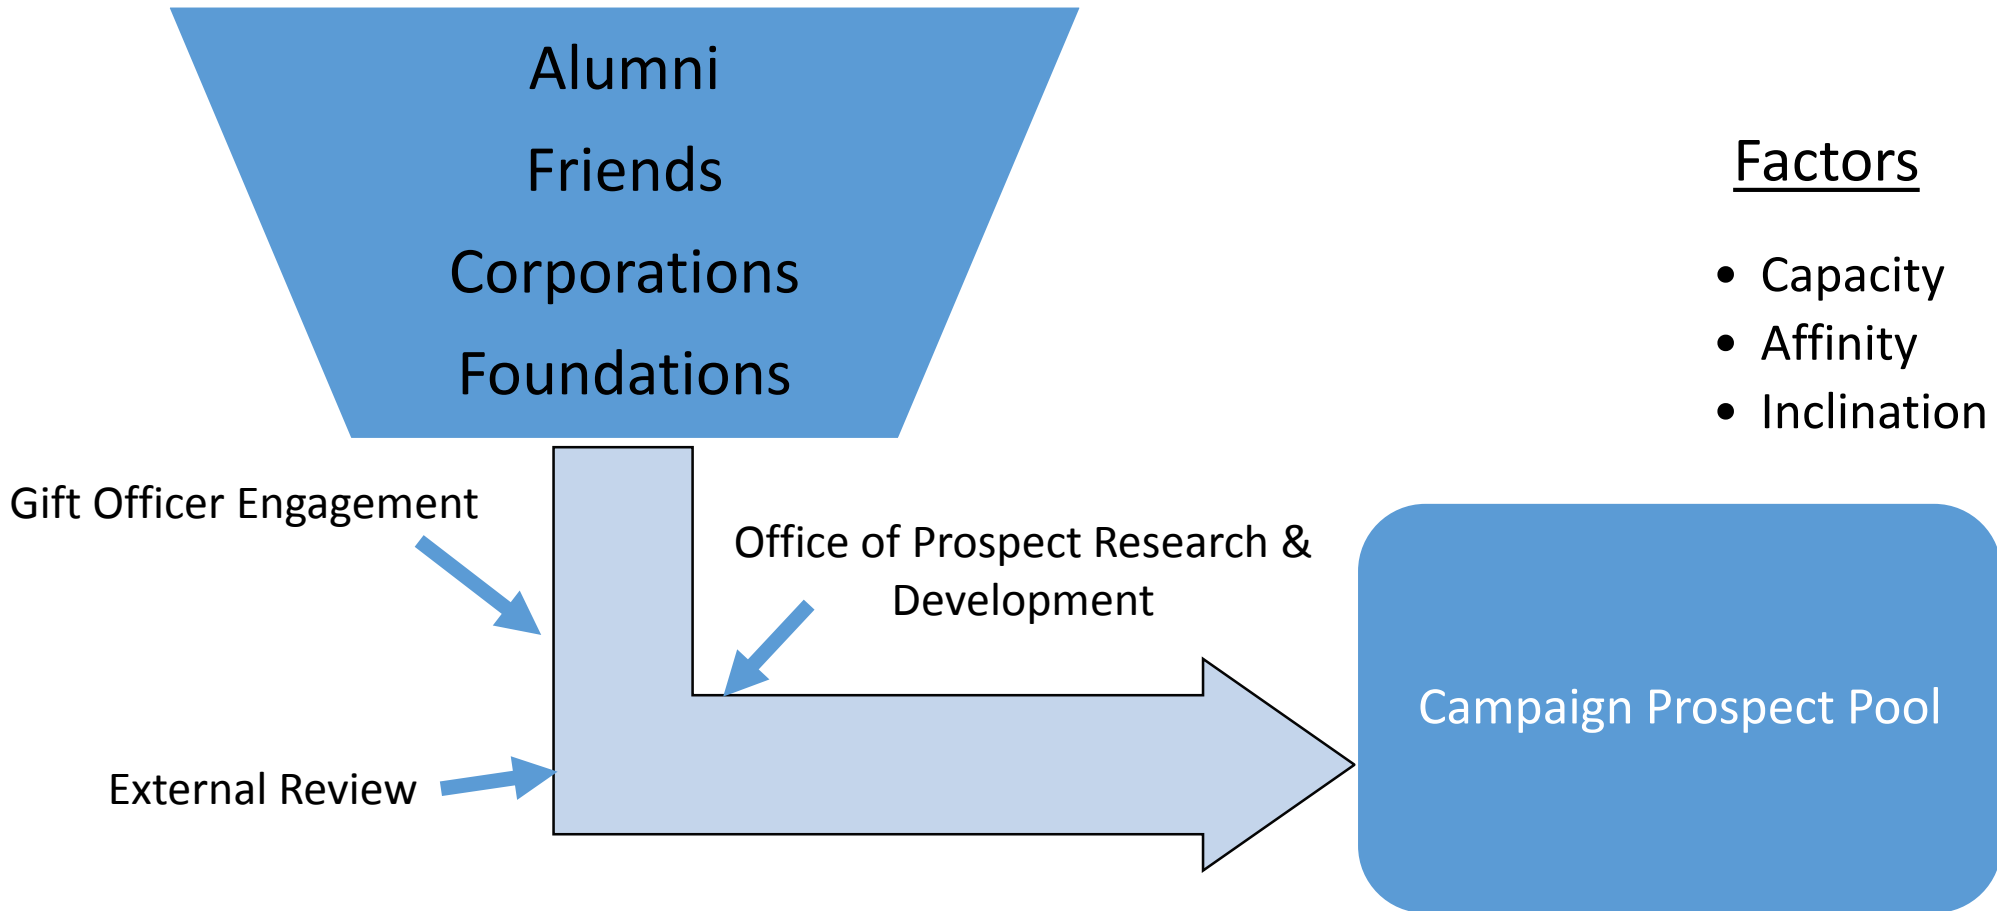 Alumni
Friends
Corporations
Foundations
Factors
• Capacity
• Affinity
• Inclination
Gift Officer Engagement
Office of Prospect Research &
Development
External Review
Campaign Prospect Pool